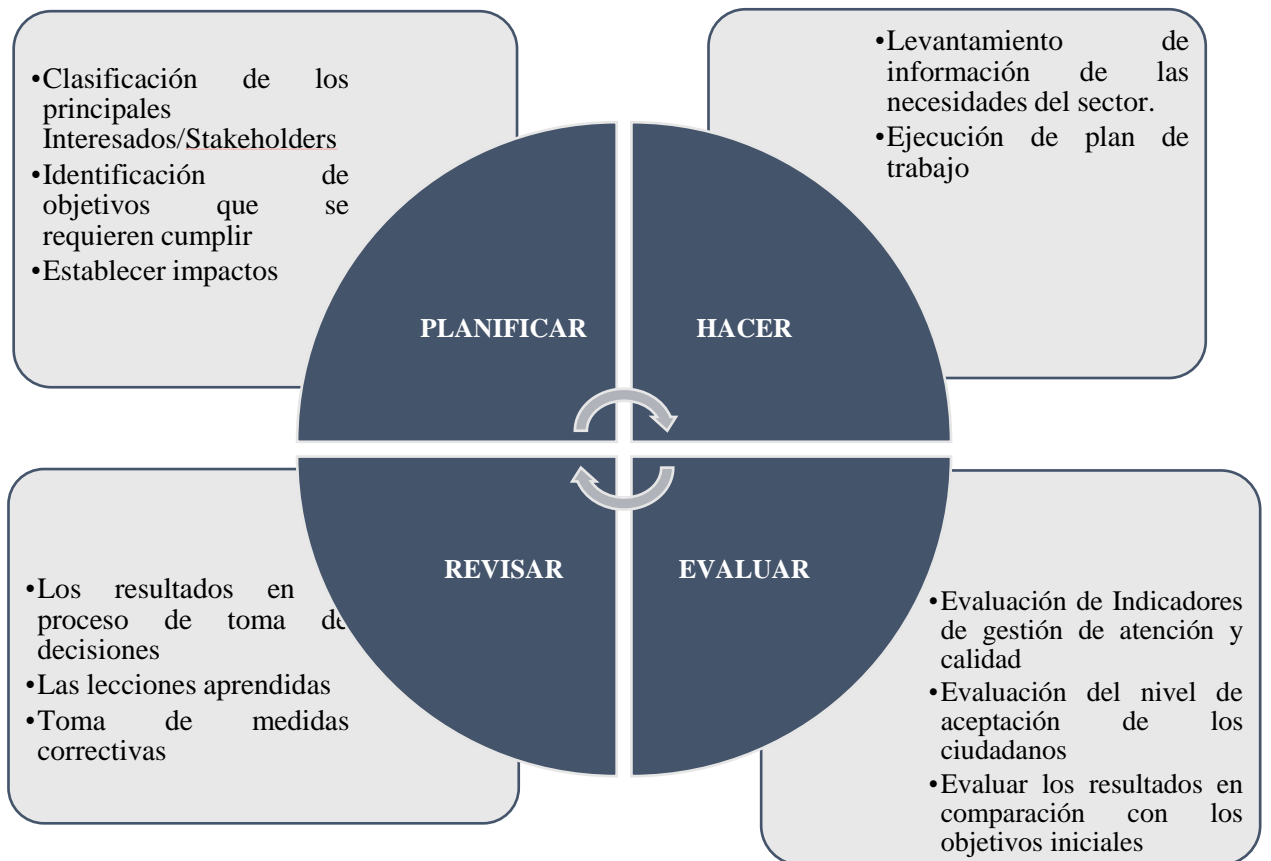 •Clasificación de los
principales
Interesados/Stakeholders
•Identificación de
objetivos que se
requieren cumplir
•Establecer impactos
•Levantamiento de
información de las
necesidades del sector.
•Ejecución de plan de
trabajo
PLANIFICAR
HACER
REVISAR
EVALUAR
•Los resultados en
proceso de toma de
decisiones
•Las lecciones aprendidas
•Toma de medidas
correctivas
•Evaluación de Indicadores
de gestión de atención y
calidad
•Evaluación del nivel de
aceptación de los
ciudadanos
•Evaluar los resultados en
comparación con los
objetivos iniciales